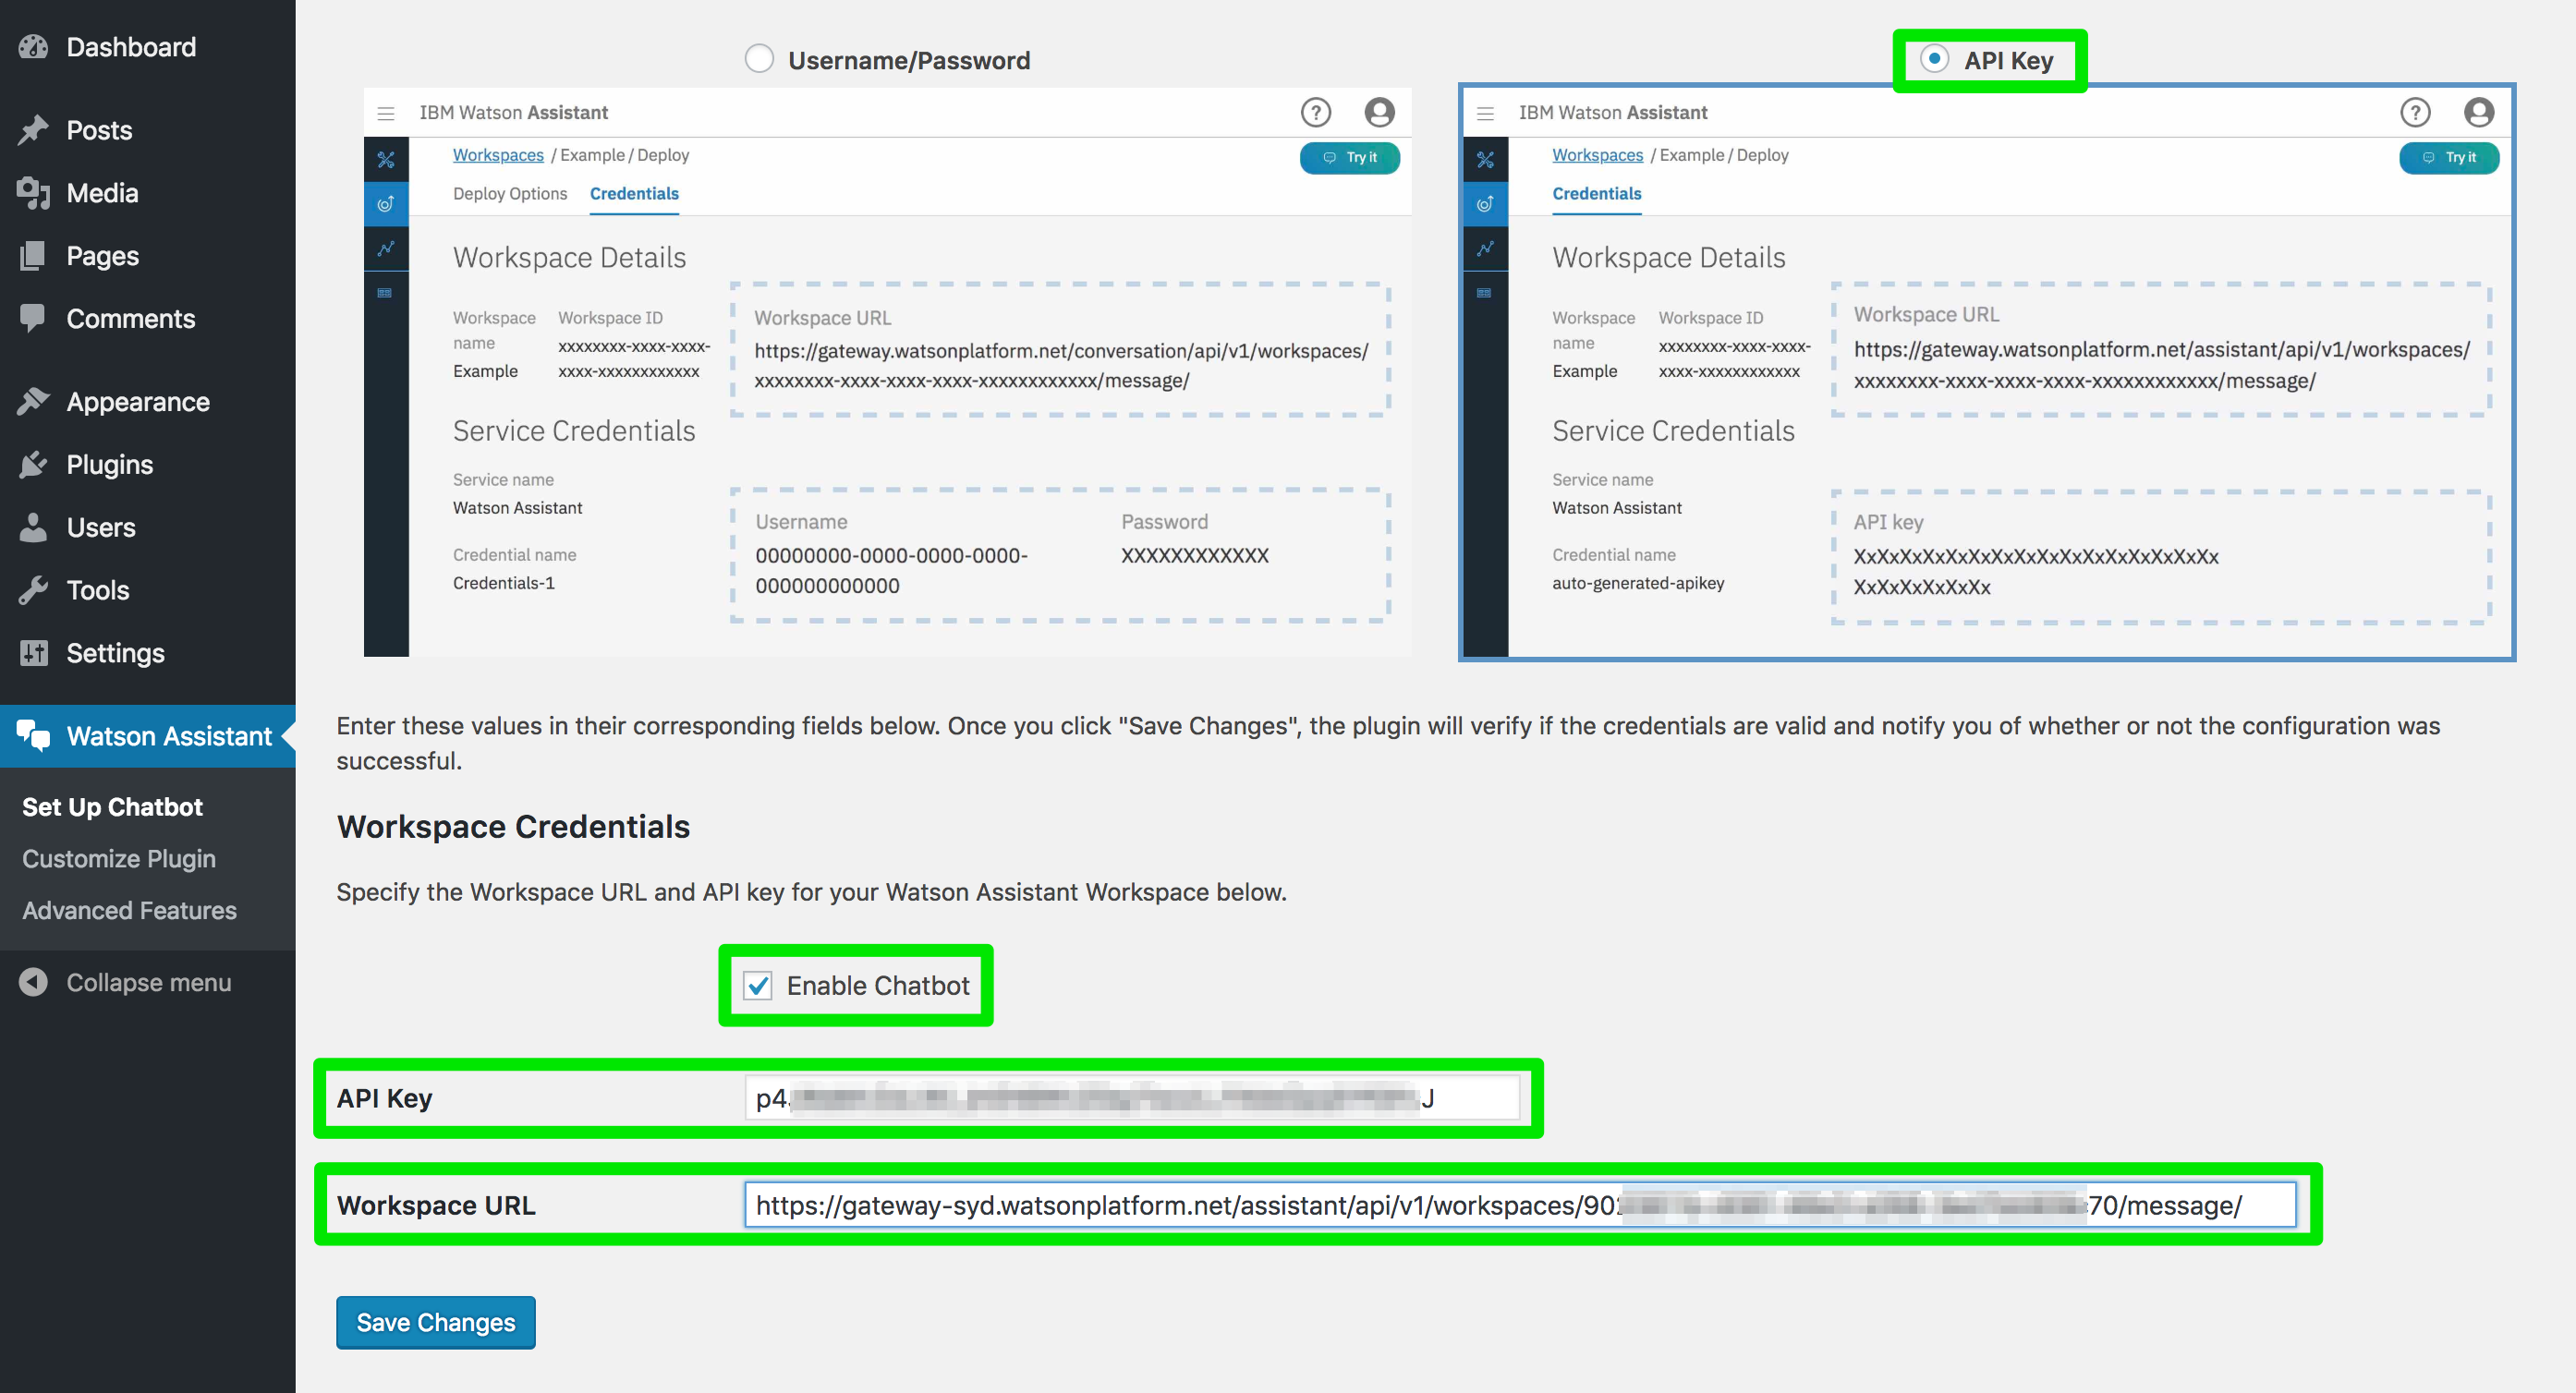 Dashboard
Posts
Media
Pages
Comments
Appearance
Plugins
Users
Tools
Settings
Watson Assistant
Set Up Chatbot
Customize Plugin
Advanced Features
Collapse menu
Username/Password
IBM Watson Assistant
?
Workspaces / Example / Deploy
Try it
Deploy Options Credentials
Workspace Details
Workspace name
Example
Workspace ID
xxxxxxxx-xxxx-xxxx-
xxxx-xxxxxxxxxxxx
Workspace URL
https://gateway.watsonplatform.net/conversation/api/v1/workspaces/
xxxxxxxx-xxxx-xxxx-xxxx-xxxxxxxxxxxx/message/
Service Credentials
Service name
Watson Assistant
Credential name
Credentials-1
Username
00000000-0000-0000-0000-
000000000000
Password
XXXXXXXXXXXX
API Key
IBM Watson Assistant
?
Workspaces / Example / Deploy
Try it
Credentials
Workspace Details
Workspace name
Example
Workspace ID
xxxxxxxx-xxxx-xxxx-
xxxx-xxxxxxxxxxxx
Workspace URL
https://gateway.watsonplatform.net/assistant/api/v1/workspaces/
xxxxxxxx-xxxx-xxxx-xxxx-xxxxxxxxxxxx/message/
Service Credentials
Service name
Watson Assistant
Credential name
auto-generated-apikey
API key
XxXxXxXxXxXxXxXxXxXxXxXxXxXxXxXx
XxXxXxXxXxXx
Enter these values in their corresponding fields below. Once you click "Save Changes", the plugin will verify if the credentials are valid and notify you of whether or not the configuration was
successful.
Workspace Credentials
Specify the Workspace URL and API key for your Watson Assistant Workspace below.
Enable Chatbot
API Key p4 J
Workspace URL https://gateway-syd.watsonplatform.net/assistant/api/v1/workspaces/90 70/message/
Save Changes